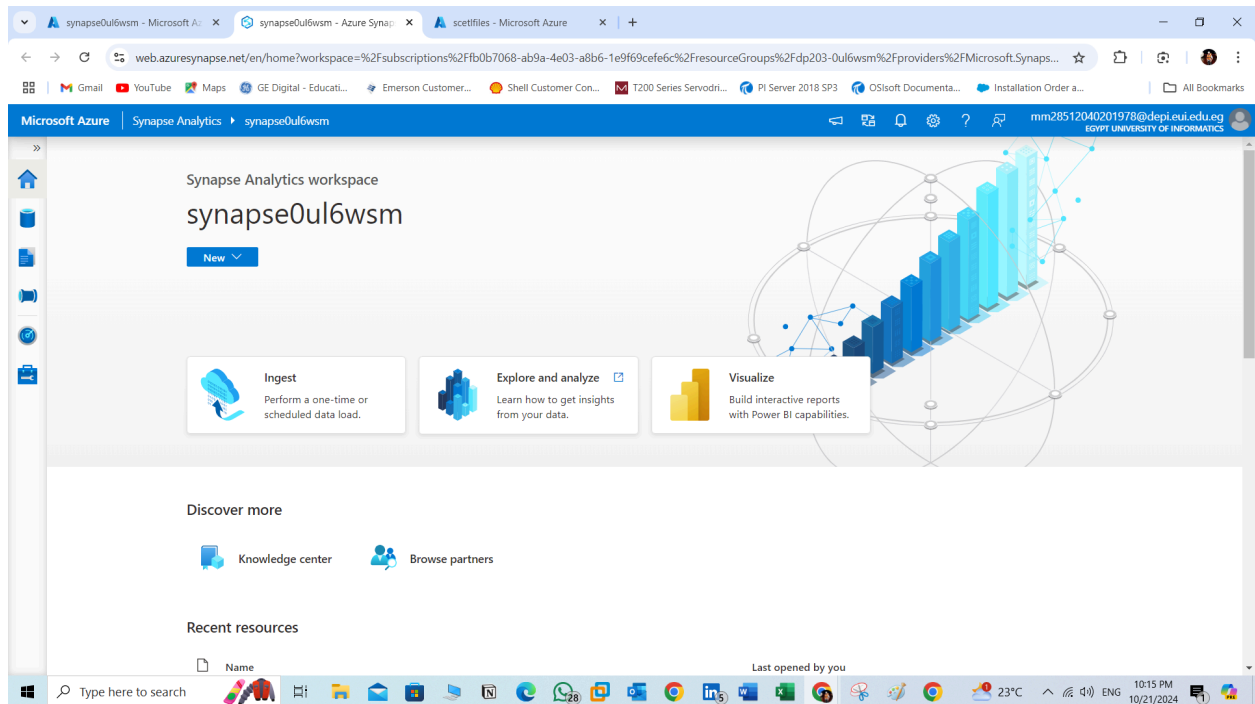 synapse0ul6wsm - Microsoft Az
synapse0ul6wsm - Azure Synap
scetlfiles - Microsoft Azure
web.azuresynapse.net/en/home?workspace=%2Fsubscriptions%2Ffb0b7068-ab9a-4e03-a8b6-1e9f69cefe6c%2FresourceGroups%2Fdp203-0ul6wsm%2Fproviders%2FMicrosoft.Synaps...
Gmail YouTube Maps GE Digital - Educati... Emerson Customer... Shell Customer Con... T200 Series Servodri... PI Server 2018 SP3 OSIsoft Documenta... Installation Order a... All Bookmarks
Microsoft Azure Synapse Analytics synapse0ul6wsm
mm28512040201978@depi.eui.edu.eg
EGYPT UNIVERSITY OF INFORMATICS
Synapse Analytics workspace
synapse0ul6wsm
New
Ingest
Perform a one-time or
scheduled data load.
Explore and analyze
Learn how to get insights
from your data.
Visualize
Build interactive reports
with Power BI capabilities.
Discover more
Knowledge center
Browse partners
Recent resources
Name Last opened by you
Type here to search
28
5
23°C
ENG
10:15 PM
10/21/2024
1